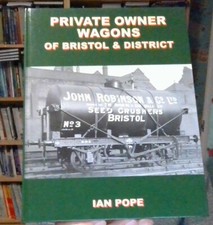 PRIVATE OWNER
WAGONS
OF BRISTOL & DISTRICT
JOHN ROBINSON & CO. LTD
SEED CRUSHERS
BRISTOL
No 3
IAN POPE